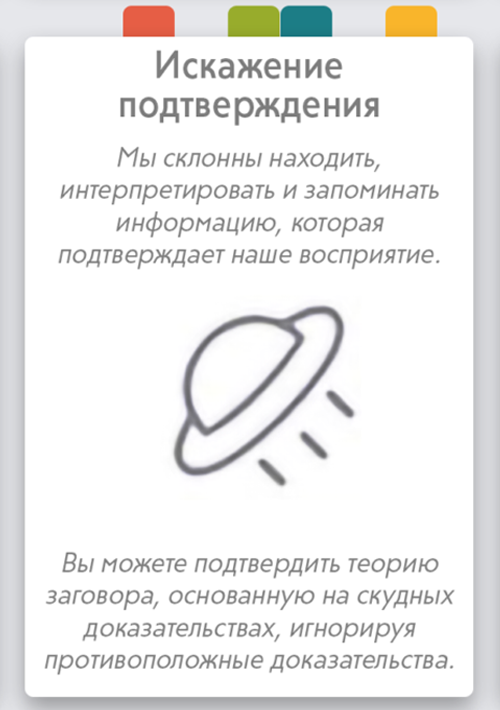 Искажение
подтверждения
Мы склонны находить,
интерпретировать и запоминать
информацию, которая
подтверждает наше восприятие.
Вы можете подтвердить теорию
заговора, основанную на скудных
доказательствах, игнорируя
противоположные доказательства.